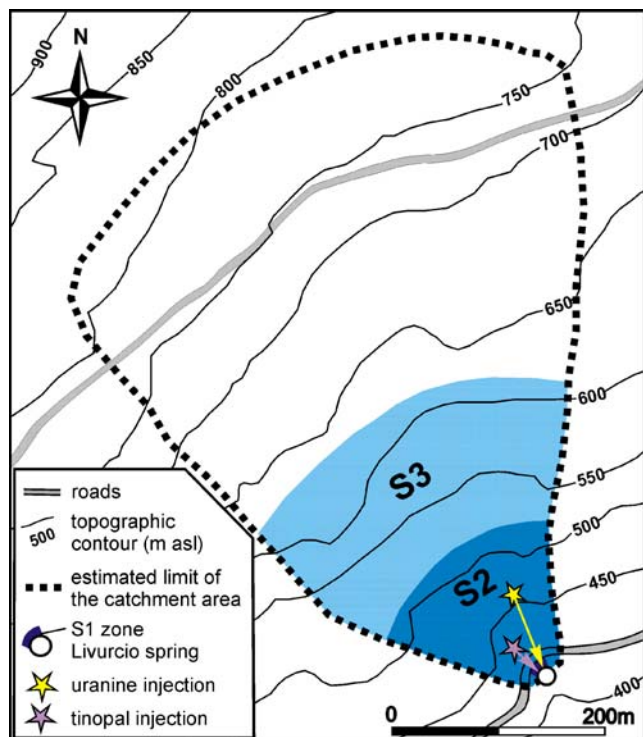 N
900
850
800
750
700
650
600
S3
550
500
S2
450
400
roads
500
topographic
contour (m asl)
estimated limit of
the catchment area
S1 zone
Livurcio spring
uranine injection
tinopal injection
0
200m